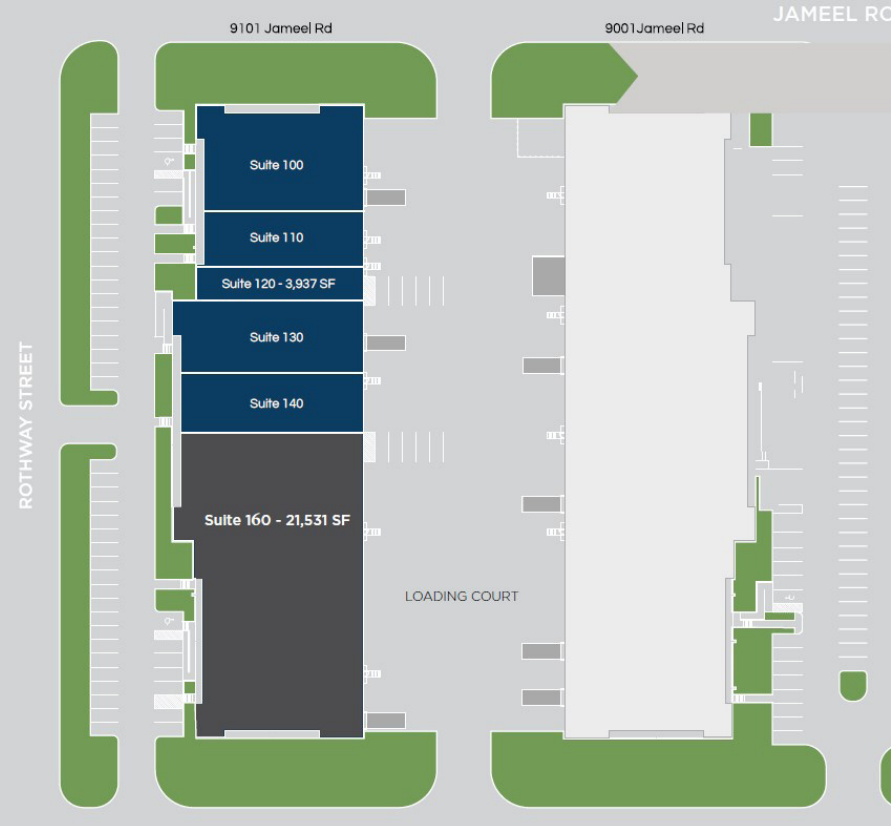 JAMEEL RO
9101 Jameel Rd
9001Jameel Rd
Suite 100
Suite 110
Suite 120 - 3,937 SF
Suite 130
Suite 140
ROTHWAY STREET
Suite 160 - 21,531 SF
LOADING COURT